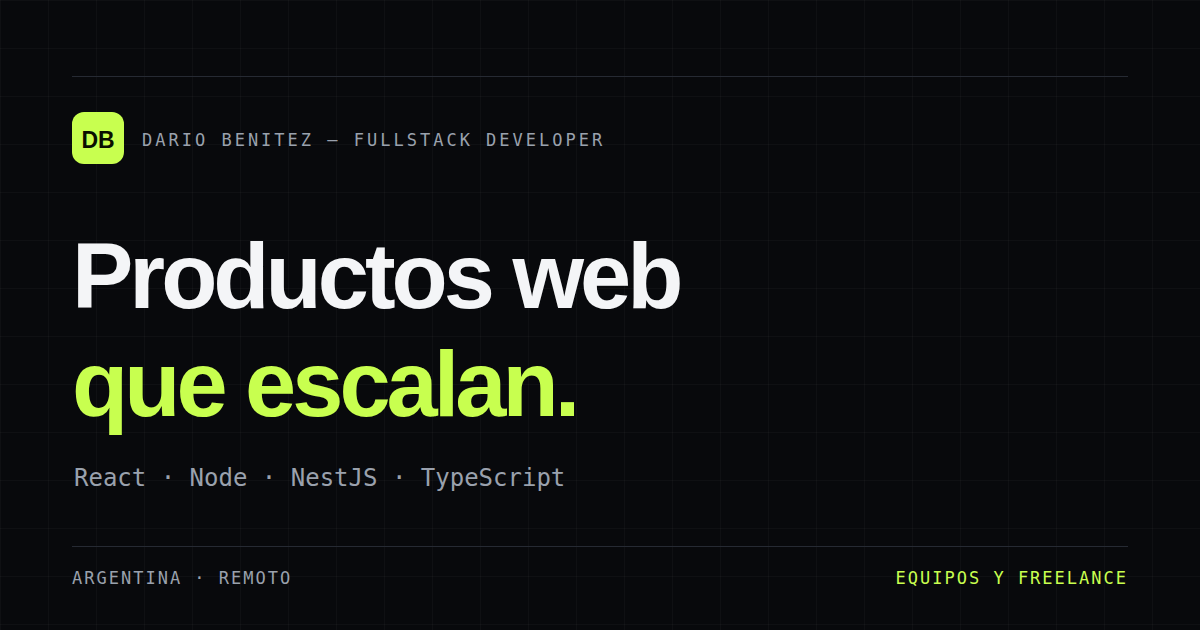 DB
DARIO BENITEZ — FULLSTACK DEVELOPER
Productos web
que escalan.
React · Node · NestJS · TypeScript
ARGENTINA · REMOTO
EQUIPOS Y FREELANCE